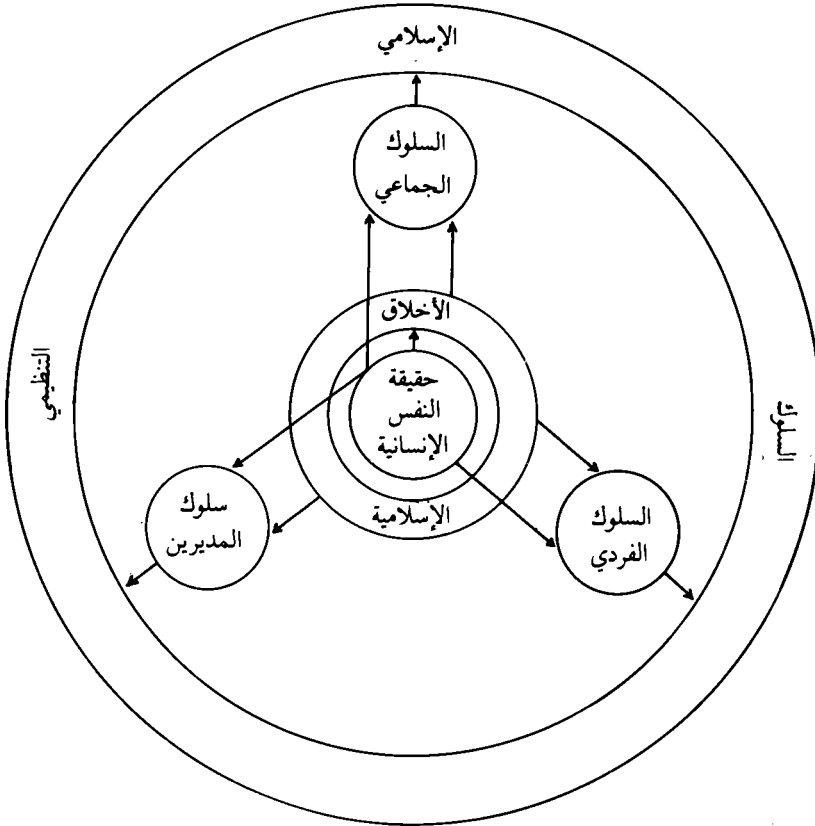 الإسلامي
السلوك
الجماعي
الأخلاق
حقيقة
النفس
الإنسانية
الإسلامية
السلوك
التنظيمي
السلوك
الفردي
سلوك
المديرين